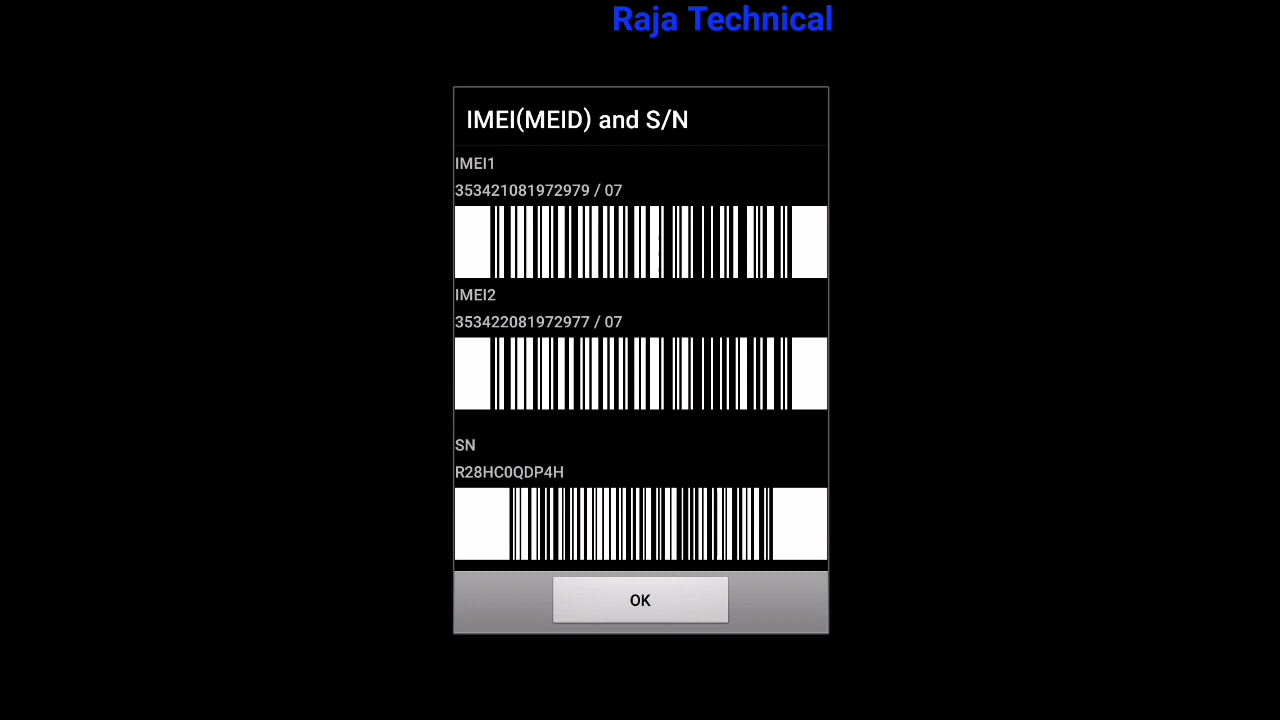 Raja Technical
IMEI(MEID) and S/N
IMEI1
353421081972979 / 07
IMEI2
353422081972977 / 07
SN
R28HC0QDP4H
OK